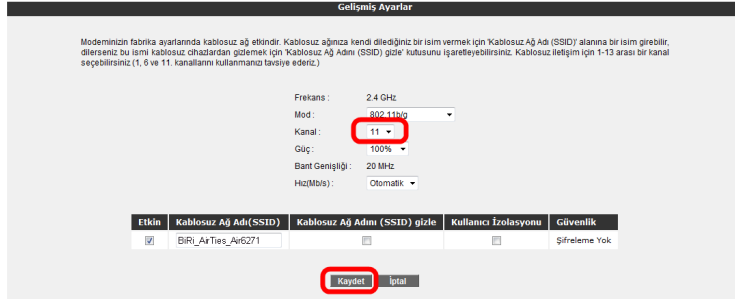 Gelişmiş Ayarlar
Modeminizin fabrika ayarlarında kablosuz ağ etkindir. Kablosuz ağınıza kendi dilediğiniz bir isim vermek için 'Kablosuz Ağ Adı (SSID)' alanına bir isim girebilir,
dilerseniz bu ismi kablosuz cihazlardan gizlemek için 'Kablosuz Ağ Adını (SSID) gizle' kutusunu işaretleyebilirsiniz. Kablosuz iletişim için 1-13 arası bir kanal
seçebilirsiniz (1, 6 ve 11. kanallarını kullanmanızı tavsiye ederiz.)
Frekans : 2.4 GHz
Mod : 802.11b/g
Kanal : 11
Güç : 100%
Bant Genişliği : 20 MHz
Hız(Mb/s) : Otomatik
Etkin Kablosuz Ağ Adı(SSID) Kablosuz Ağ Adını (SSID) gizle Kullanıcı İzolasyonu Güvenlik
BiRi_AirTies_Air6271 Şifreleme Yok
Kaydet İptal